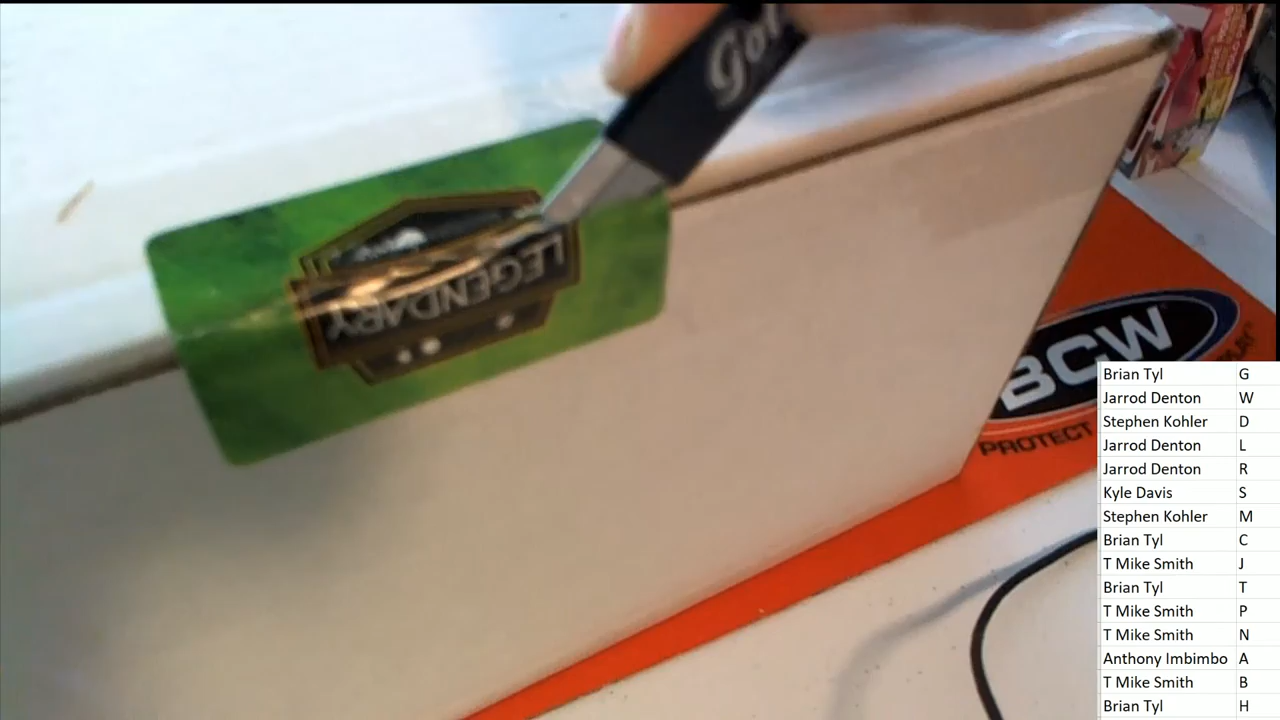 Got
LEGENDARY
BCW
PROTECT
Brian Tyl G
Jarrod Denton W
Stephen Kohler D
Jarrod Denton L
Jarrod Denton R
Kyle Davis S
Stephen Kohler M
Brian Tyl C
T Mike Smith J
Brian Tyl T
T Mike Smith P
T Mike Smith N
Anthony Imbimbo A
T Mike Smith B
Brian Tyl H